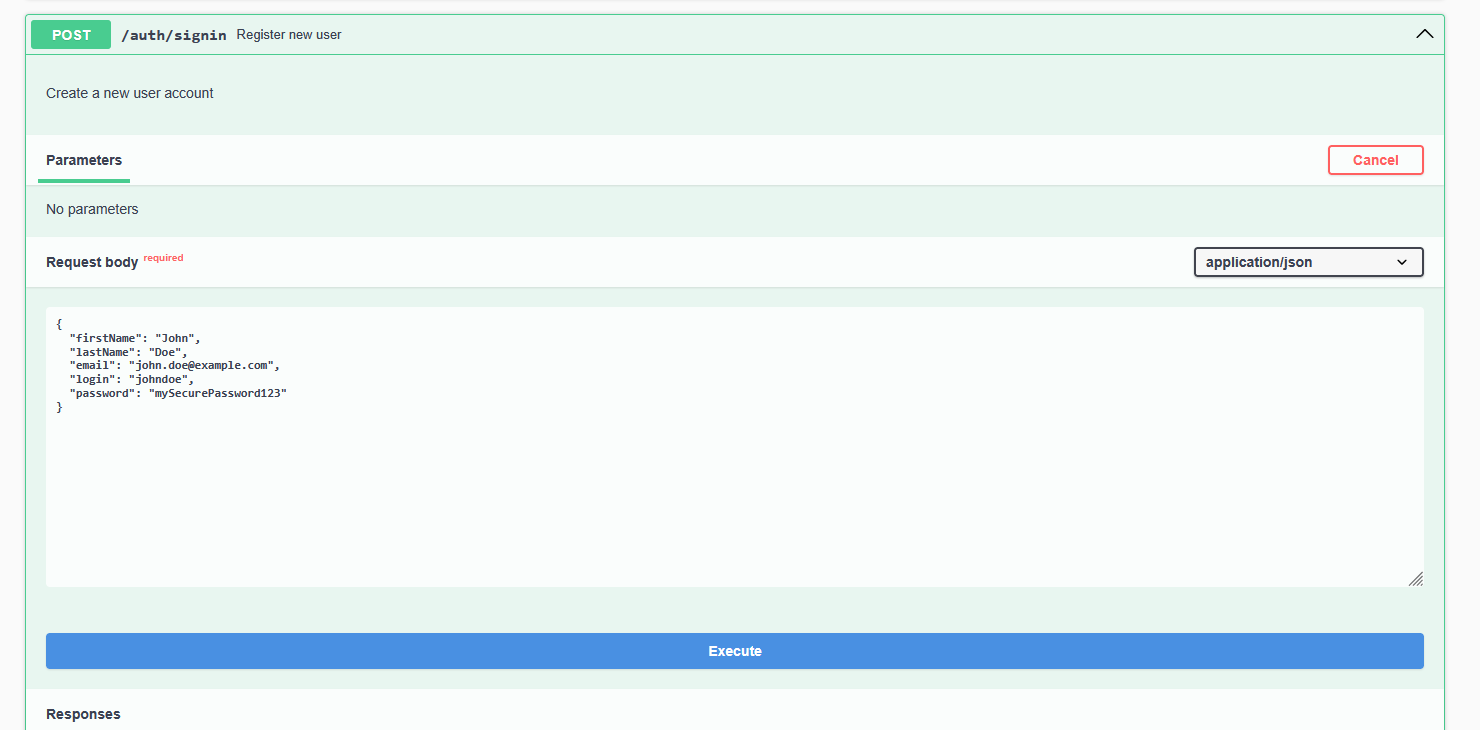 POST /auth/signin Register new user
Create a new user account
Parameters
Cancel
No parameters
Request body required
application/json
{
  "firstName": "John",
  "lastName": "Doe",
  "email": "john.doe@example.com",
  "login": "johndoe",
  "password": "mySecurePassword123"
}
Execute
Responses